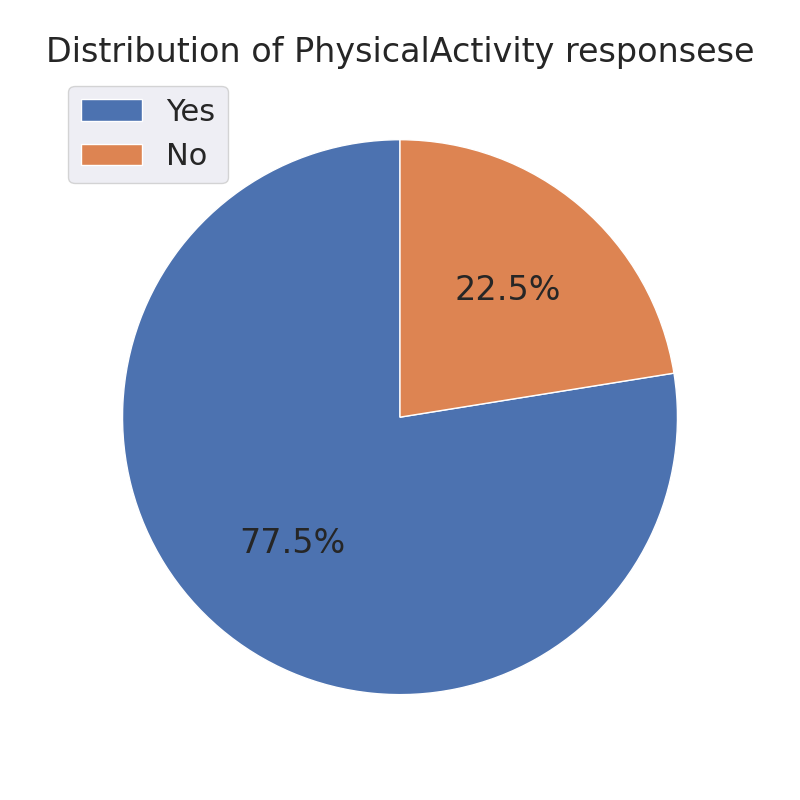 Distribution of PhysicalActivity responsese
Yes
No
22.5%
77.5%